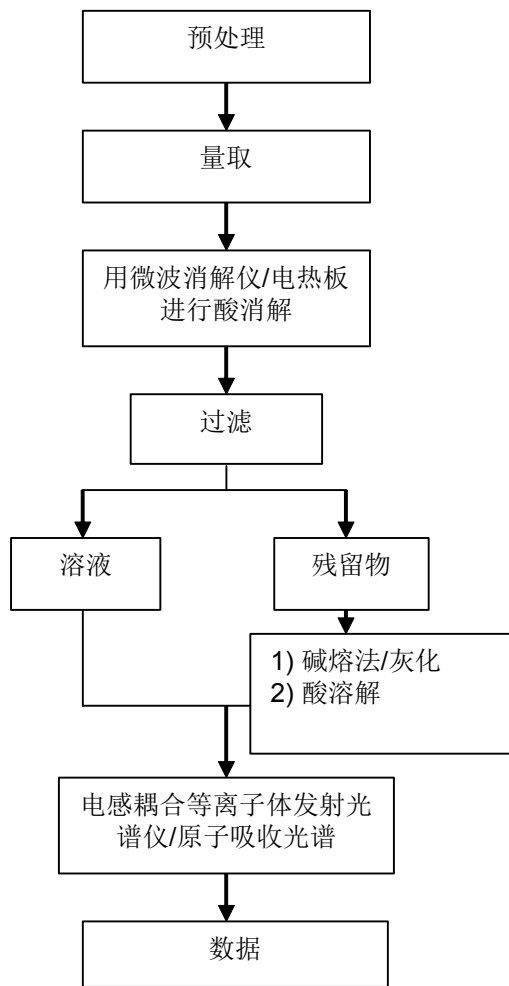 预处理
量取
用微波消解仪/电热板
进行酸消解
过滤
溶液
残留物
1) 碱熔法/灰化
2) 酸溶解
电感耦合等离子体发射光
谱仪/原子吸收光谱
数据